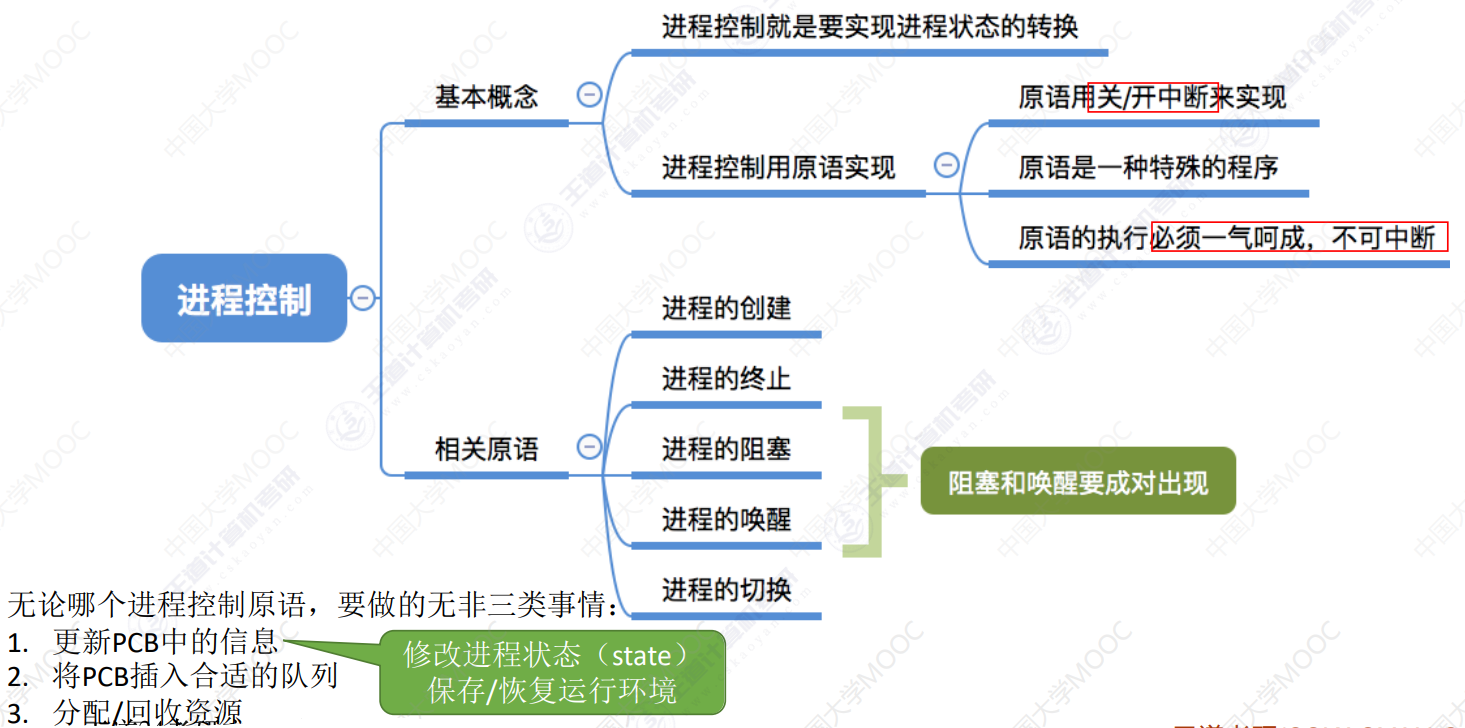 进程控制就是要实现进程状态的转换
基本概念
原语用关/开中断来实现
进程控制用原语实现
原语是一种特殊的程序
原语的执行必须一气呵成，不可中断
进程控制
进程的创建
进程的终止
相关原语
进程的阻塞
阻塞和唤醒要成对出现
进程的唤醒
进程的切换
无论哪个进程控制原语，要做的无非三类事情：
1. 更新PCB中的信息
2. 将PCB插入合适的队列
3. 分配/回收资源
修改进程状态（state）
保存/恢复运行环境
中国大学MOOC
王道计算机考研
www.cskaoyan.com